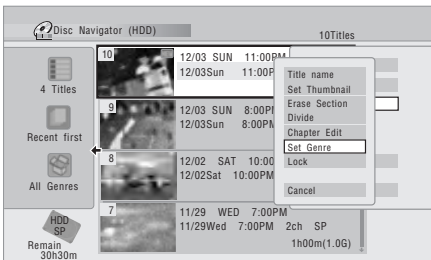 Disc Navigator (HDD)
10Titles
4 Titles
Recent first
All Genres
HDD
SP
Remain
30h30m
10
12/03 SUN 11:00PM
12/03Sun 11:00P
9
12/03 SUN 8:00P
12/03Sun 8:00P
8
12/02 SAT 10:00
12/02Sat 10:00PM
7
11/29 WED 7:00PM
11/29Wed 7:00PM 2ch SP
1h00m(1.0G)
Title name
Set Thumbnail
Erase Section
Divide
Chapter Edit
Set Genre
Lock
Cancel